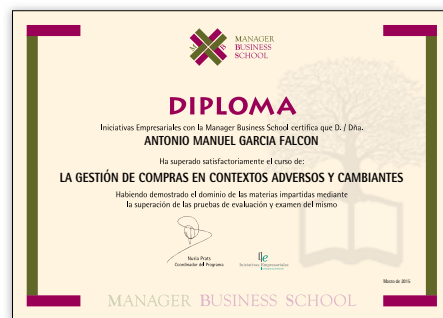 M B
MANAGER
BUSINESS
SCHOOL
DIPLOMA
Iniciativas Empresariales con la Manager Business School certifica que D. / Dña.
ANTONIO MANUEL GARCIA FALCON
Ha superado satisfactoriamente el curso de:
LA GESTIÓN DE COMPRAS EN CONTEXTOS ADVERSOS Y CAMBIANTES
Habiendo demostrado el dominio de las materias impartidas mediante
la superación de las pruebas de evaluación y examen del mismo
Nuria Prats
Coordinador del Programa
Iniciativas Empresariales
Marzo de 2015
MANAGER BUSINESS SCHOOL